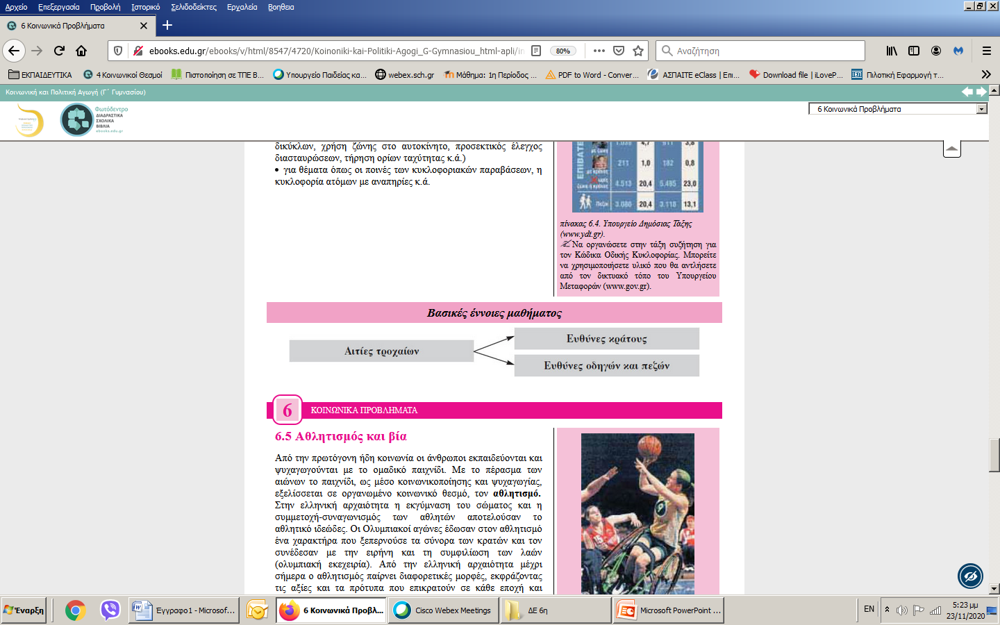 Αρχείο Επεξεργασία Προβολή Ιστορικό Σελιδοδείκτες Εργαλεία Βοηθεια
6 Κοινωνικά Προβλήματα
ebooks.edu.gr/ebooks/v/html/8547/4720/Koinoniki-kai-Politiki-Agogi_G-Gymnasiou_html-apli/in
80%
Αναζήτηση
ΕΚΠΑΙΔΕΥΤΙΚΑ
4 Κοινωνικοί Θεσμοί
Πιστοποίηση σε ΤΠΕ Β...
Υπουργείο Παιδείας κα...
webex.sch.gr
Μάθημα: 1η Περίοδος ...
PDF to Word - Conver...
ΑΣΠΑΙΤΕ eClass | Επι...
Download file | iLoveP...
Πιλοτική Εφαρμογή τ...
Κοινωνική και Πολιτική Αγωγή (Γ΄ Γυμνασίου)
Φωτόδεντρο
ΔΙΑΔΡΑΣΤΙΚΑ
ΣΧΟΛΙΚΑ
ΒΙΒΛΙΑ
ebooks.edu.gr
6 Κοινωνικά Προβλήματα
δικύκλων, χρήση ζώνης στο αυτοκίνητο, προσεκτικός έλεγχος
διασταυρώσεων, τήρηση ορίων ταχύτητας κ.ά.)
• για θέματα όπως οι ποινές των κυκλοφοριακών παραβάσεων, η
κυκλοφορία ατόμων με αναπηρίες κ.ά.
ΕΠΙΒΑΤΕ
211 1,0 182 0,8
4.513 20,4 5.485 23,0
Πεζοί 3.086 20,4 3.118 13,1
πίνακας 6.4. Υπουργείο Δημόσιας Τάξης
(www.ydt.gr).
Να οργανώσετε στην τάξη συζήτηση για
τον Κώδικα Οδικής Κυκλοφορίας. Μπορείτε
να χρησιμοποιήσετε υλικό που θα αντλήσετε
από τον δικτυακό τόπο του Υπουργείου
Μεταφορών (www.gov.gr).
Βασικές έννοιες μαθήματος
Αιτίες τροχαίων
Ευθύνες κράτους
Ευθύνες οδηγών και πεζών
6 ΚΟΙΝΩΝΙΚΑ ΠΡΟΒΛΗΜΑΤΑ
6.5 Αθλητισμός και βία
Από την πρωτόγονη ήδη κοινωνία οι άνθρωποι εκπαιδεύονται και
ψυχαγωγούνται με το ομαδικό παιχνίδι. Με το πέρασμα των
αιώνων το παιχνίδι, ως μέσο κοινωνικοποίησης και ψυχαγωγίας,
εξελίσσεται σε οργανωμένο κοινωνικό θεσμό, τον αθλητισμό.
Στην ελληνική αρχαιότητα η εκγύμναση του σώματος και η
συμμετοχή-συναγωνισμός των αθλητών αποτελούσαν το
αθλητικό ιδεώδες. Οι Ολυμπιακοί αγώνες έδωσαν στον αθλητισμό
ένα χαρακτήρα που ξεπερνούσε τα σύνορα των κρατών και τον
συνέδεσαν με την ειρήνη και τη συμφιλίωση των λαών
(ολυμπιακή εκεχειρία). Από την ελληνική αρχαιότητα μέχρι
σήμερα ο αθλητισμός παίρνει διαφορετικές μορφές, εκφράζοντας
τις αξίες και τα πρότυπα που επικρατούν σε κάθε εποχή και
Έναρξη
Έγγραφο1 - Microsof...
6 Κοινωνικά Προβλ...
Cisco Webex Meetings
ΔΕ 6η
Microsoft PowerPoint ...
EN
5:23 μμ
23/11/2020